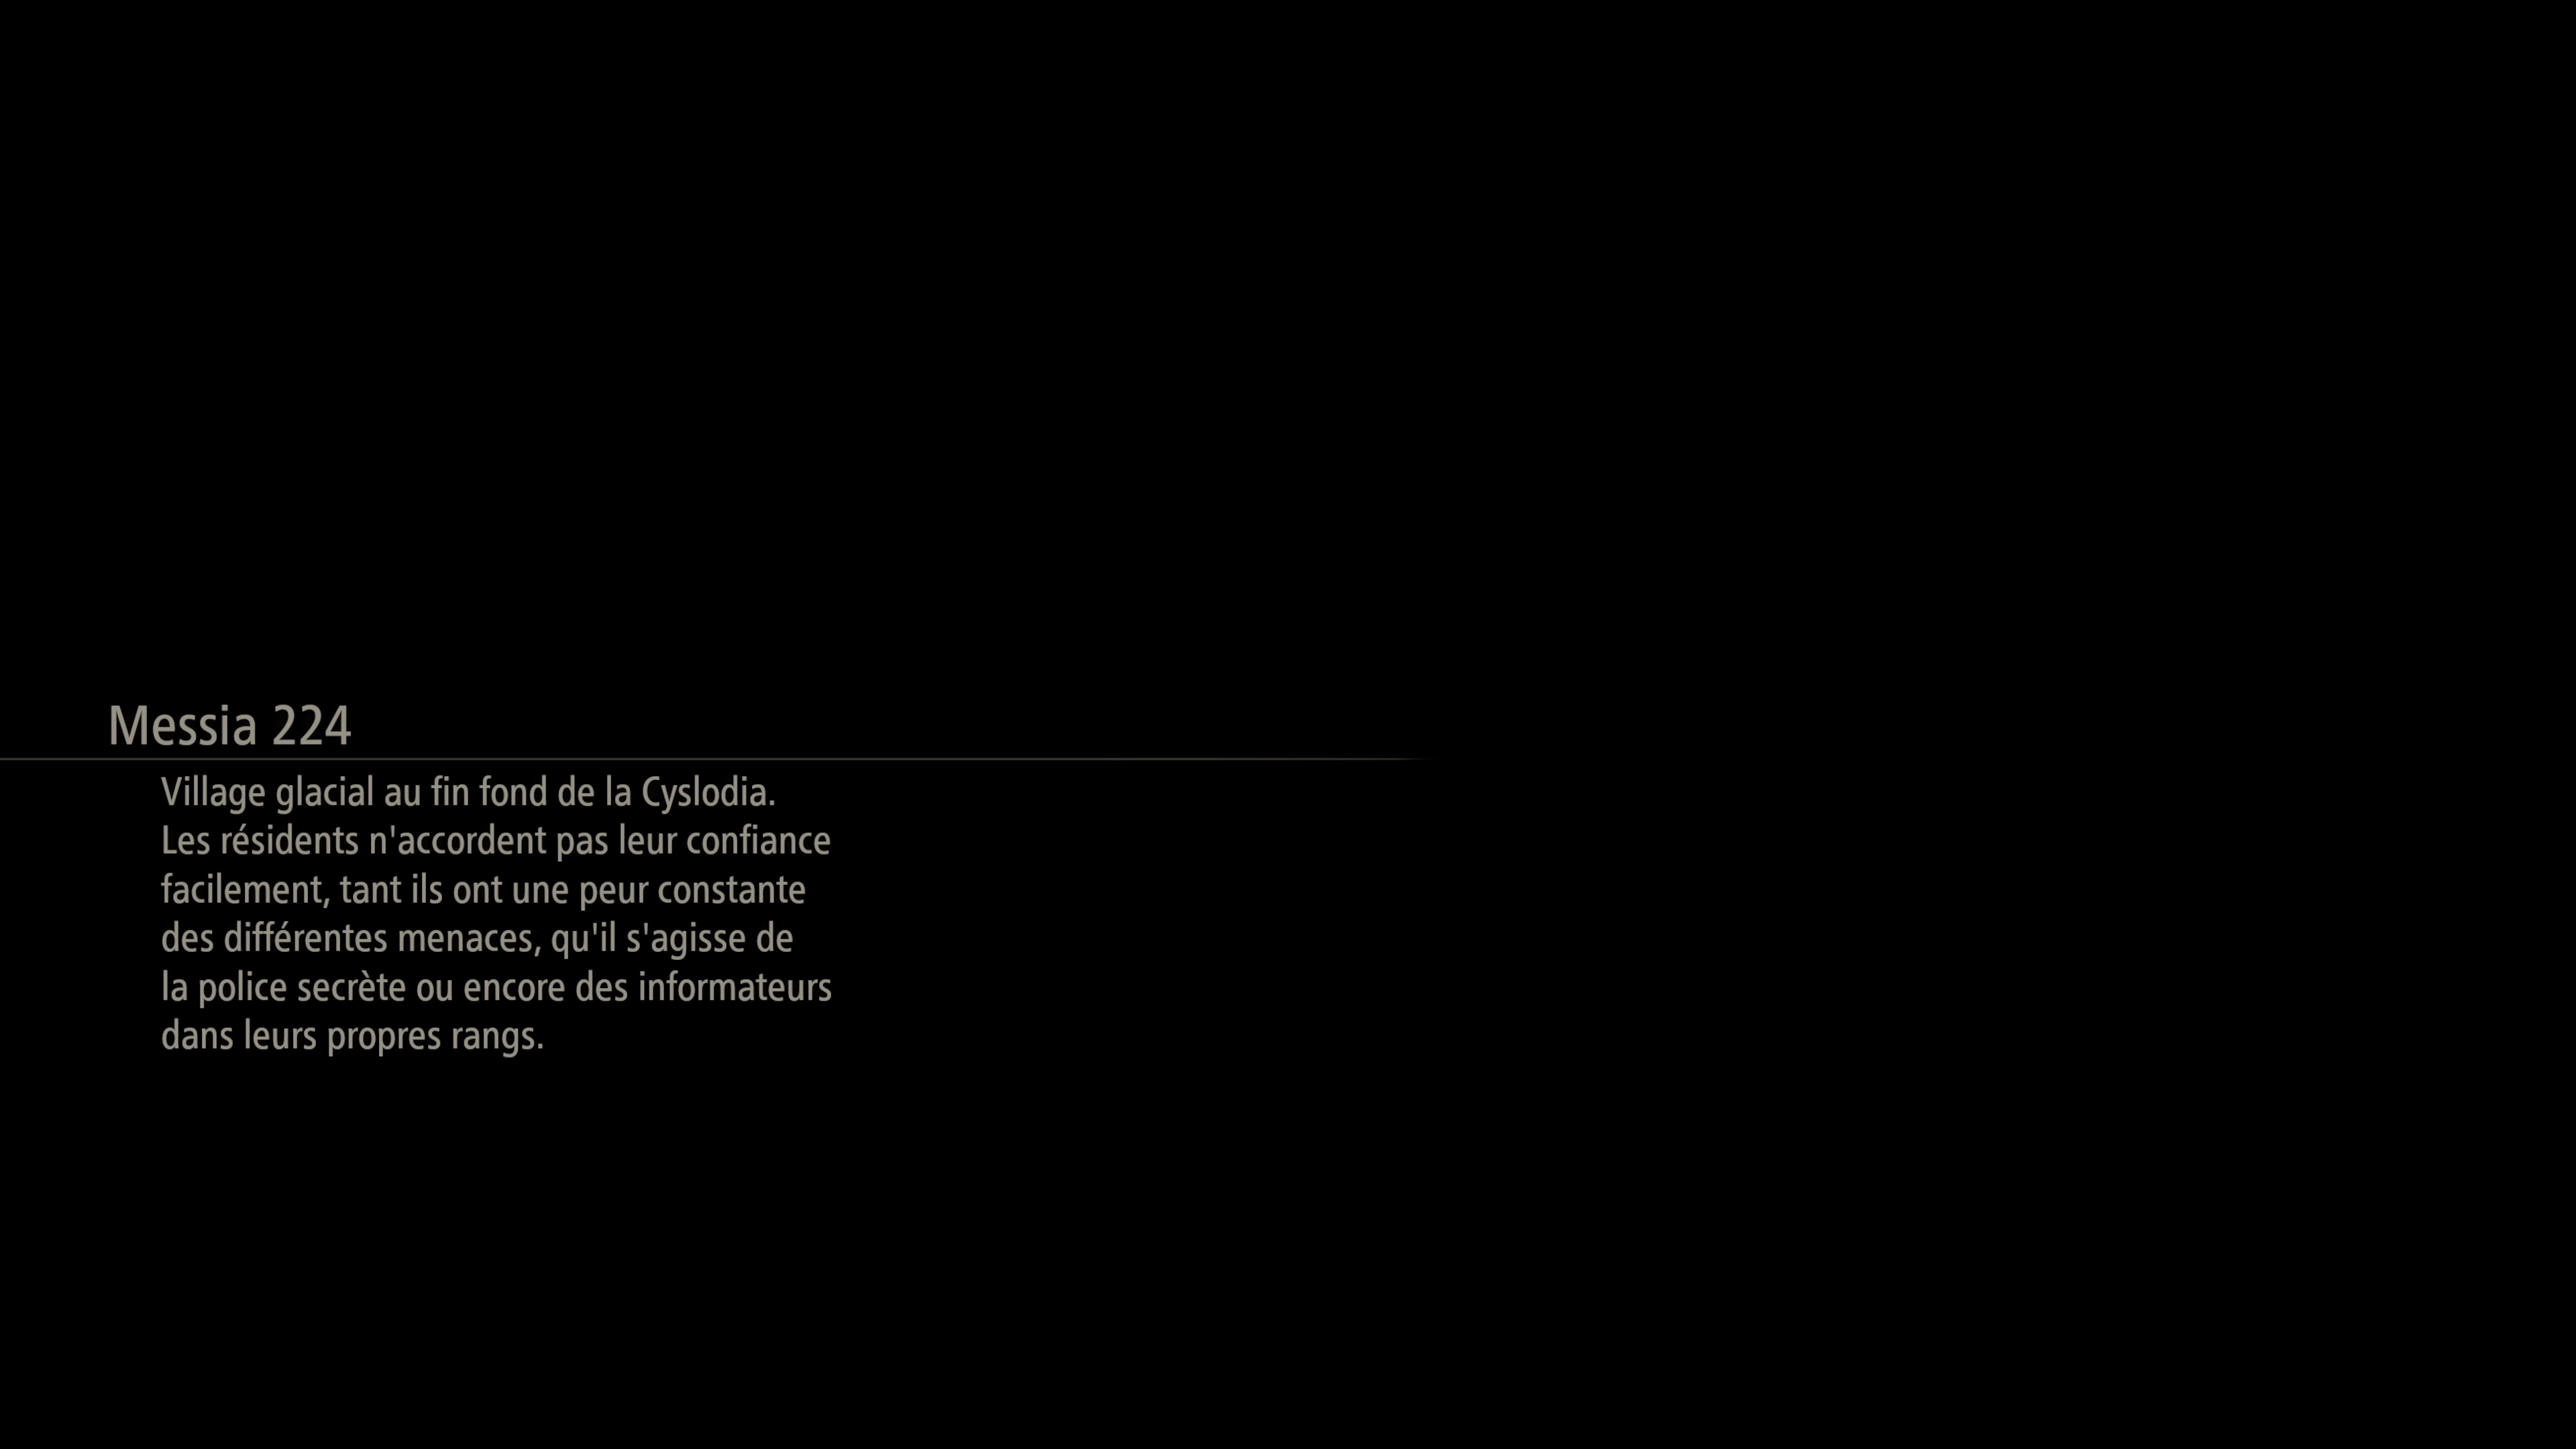 Messia 224
Village glacial au fin fond de la Cyslodia.
Les résidents n'accordent pas leur confiance
facilement, tant ils ont une peur constante
des différentes menaces, qu'il s'agisse de
la police secrète ou encore des informateurs
dans leurs propres rangs.